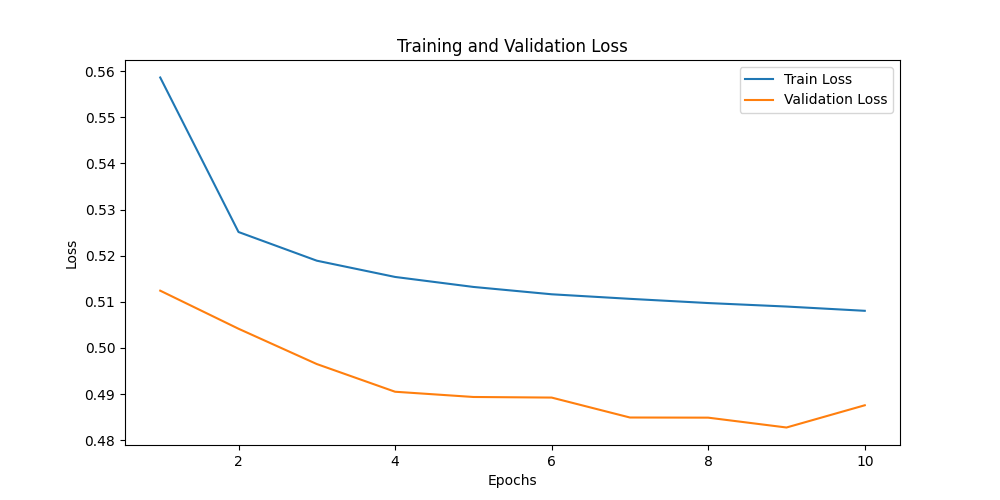 Training and Validation Loss
Train Loss
Validation Loss
0.56
0.55
0.54
0.53
0.52
0.51
0.50
0.49
0.48
Loss
2 4 6 8 10
Epochs